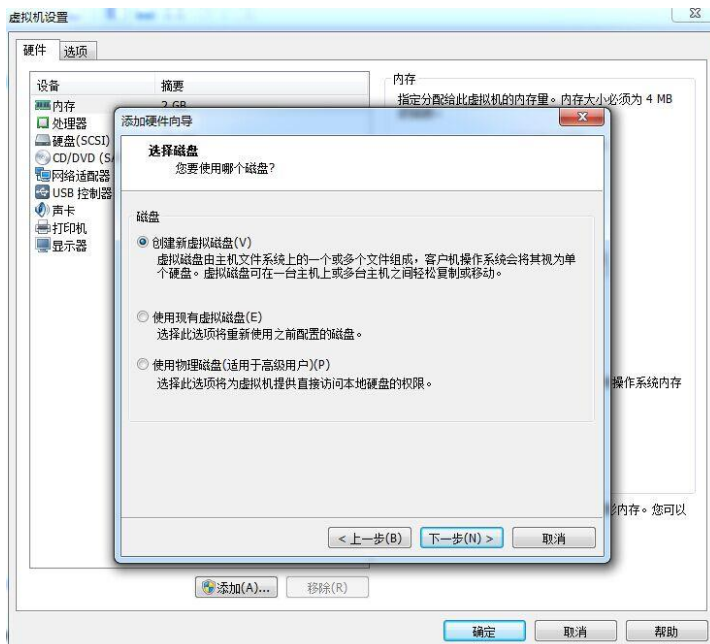 虚拟机设置
硬件 选项
设备 摘要
内存 2 GB
处理器
硬盘(SCSI)
CD/DVD (SA
网络适配器
USB 控制器
声卡
打印机
显示器
内存
指定分配给此虚拟机的内存量。内存大小必须为 4 MB
添加硬件向导
选择磁盘
您要使用哪个磁盘?
磁盘
创建新虚拟磁盘(V)
虚拟磁盘由主机文件系统上的一个或多个文件组成，客户机操作系统会将其视为单
个硬盘。虚拟磁盘可在一台主机上或多台主机之间轻松复制或移动。
使用现有虚拟磁盘(E)
选择此选项将重新使用之前配置的磁盘。
使用物理磁盘(适用于高级用户)(P)
选择此选项将为虚拟机提供直接访问本地硬盘的权限。
操作系统内存
内存。您可以
< 上一步(B) 下一步(N) > 取消
添加(A)... 移除(R)
确定 取消 帮助